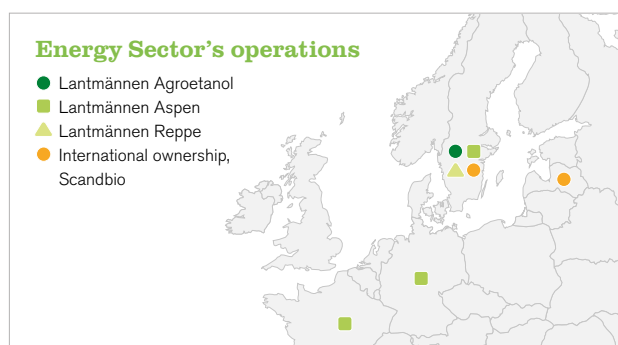 Energy Sector's operations
Lantmännen Agroetanol
Lantmännen Aspen
Lantmännen Reppe
International ownership,
Scandbio